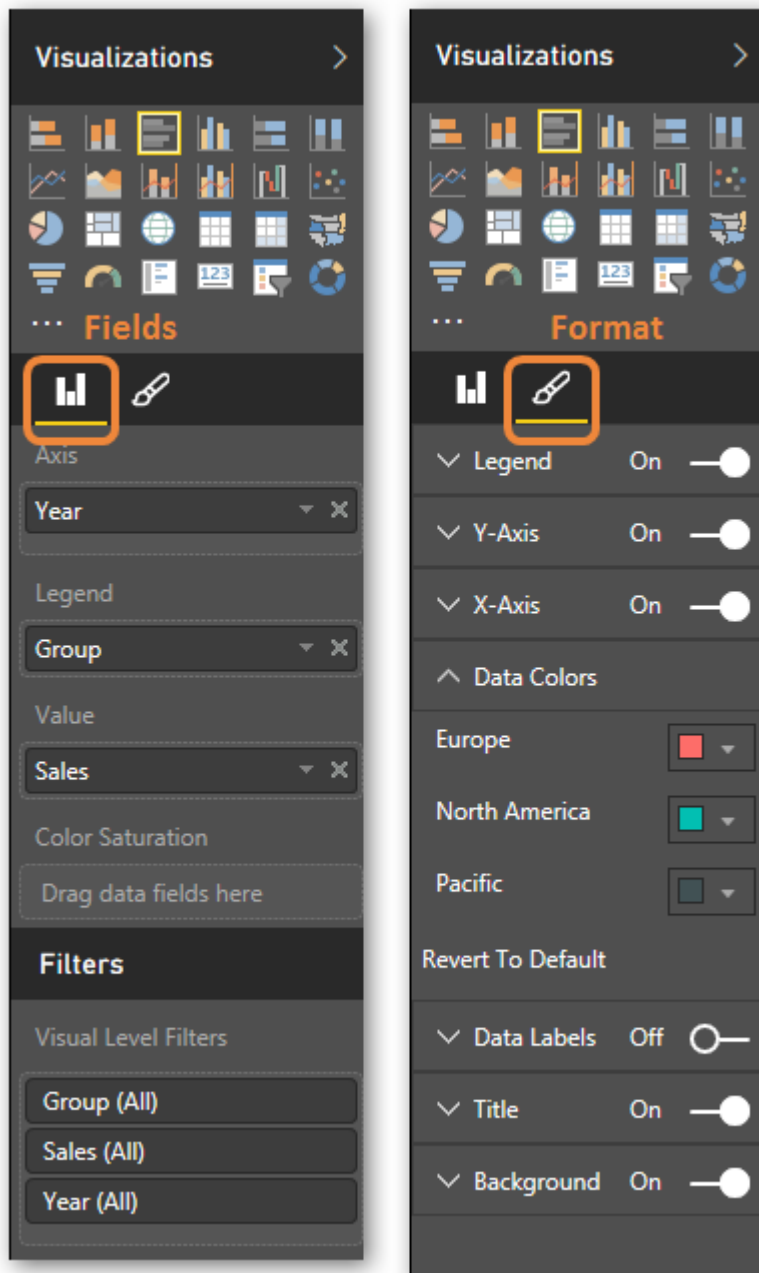 Visualizations
123
... Fields
Axis
Year
Legend
Group
Value
Sales
Color Saturation
Drag data fields here
Filters
Visual Level Filters
Group (All)
Sales (All)
Year (All)
Visualizations
123
... Format
Legend On
Y-Axis On
X-Axis On
Data Colors
Europe
North America
Pacific
Revert To Default
Data Labels Off
Title On
Background On